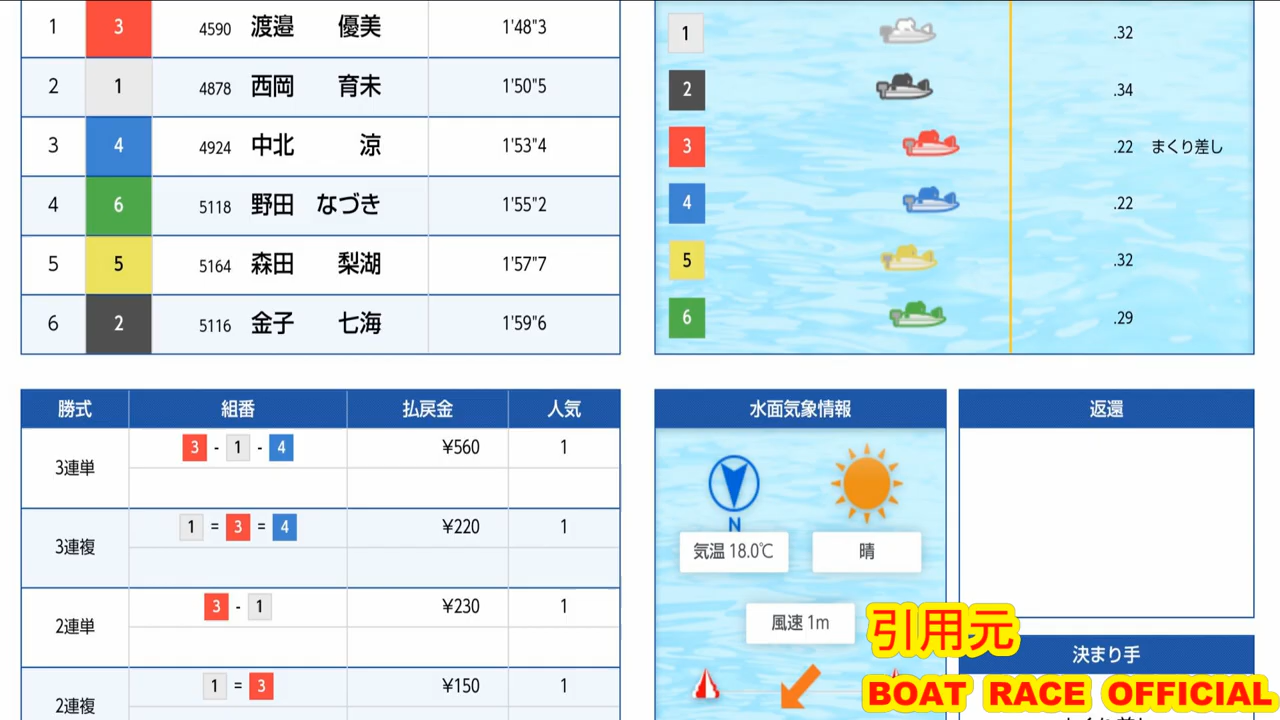 1 3 4590 渡邉 優美 1'48"3
2 1 4878 西岡 育未 1'50"5
3 4 4924 中北 涼 1'53"4
4 6 5118 野田 なづき 1'55"2
5 5 5164 森田 梨湖 1'57"7
6 2 5116 金子 七海 1'59"6
1 .32
2 .34
3 .22 まくり差し
4 .22
5 .32
6 .29
勝式 組番 払戻金 人気
3連単 3 - 1 - 4 ¥560 1
3連複 1 = 3 = 4 ¥220 1
2連単 3 - 1 ¥230 1
2連複 1 = 3 ¥150 1
水面気象情報
N
気温 18.0℃ 晴
風速 1m
返還
決まり手
引用元
BOAT RACE OFFICIAL